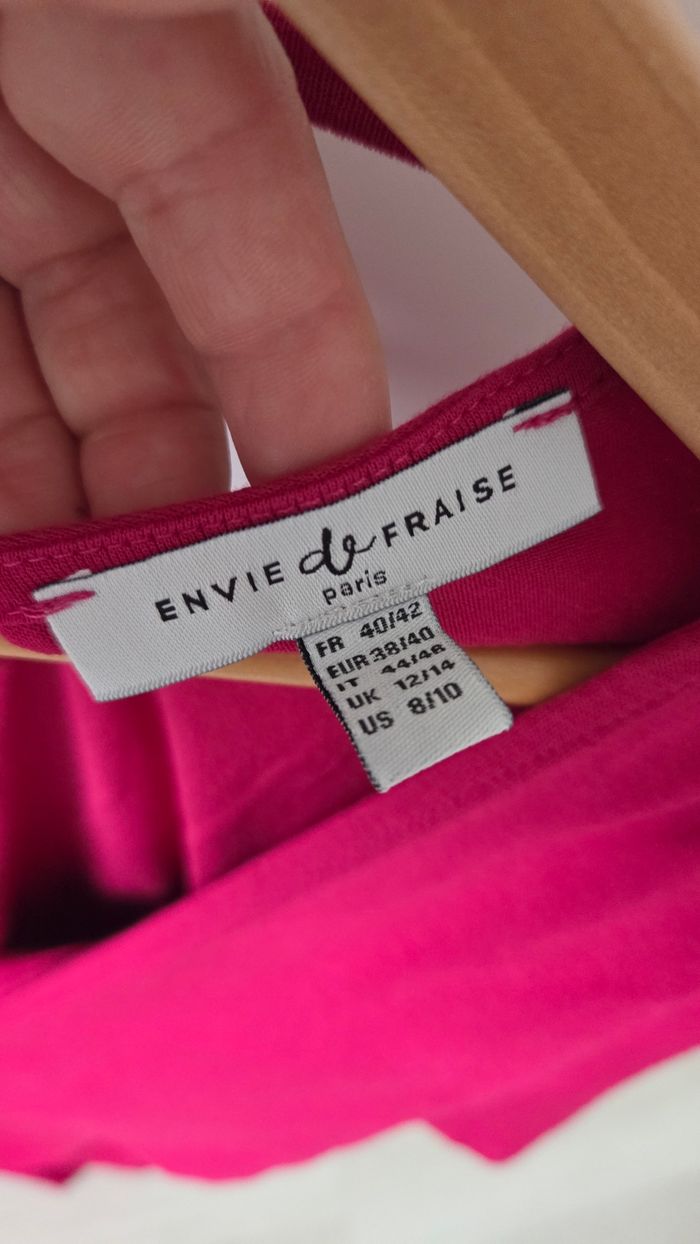 ENVIE de FRAISE
paris
FR 40/42
EUR 38/40
IT 44/46
UK 12/14
US 8/10